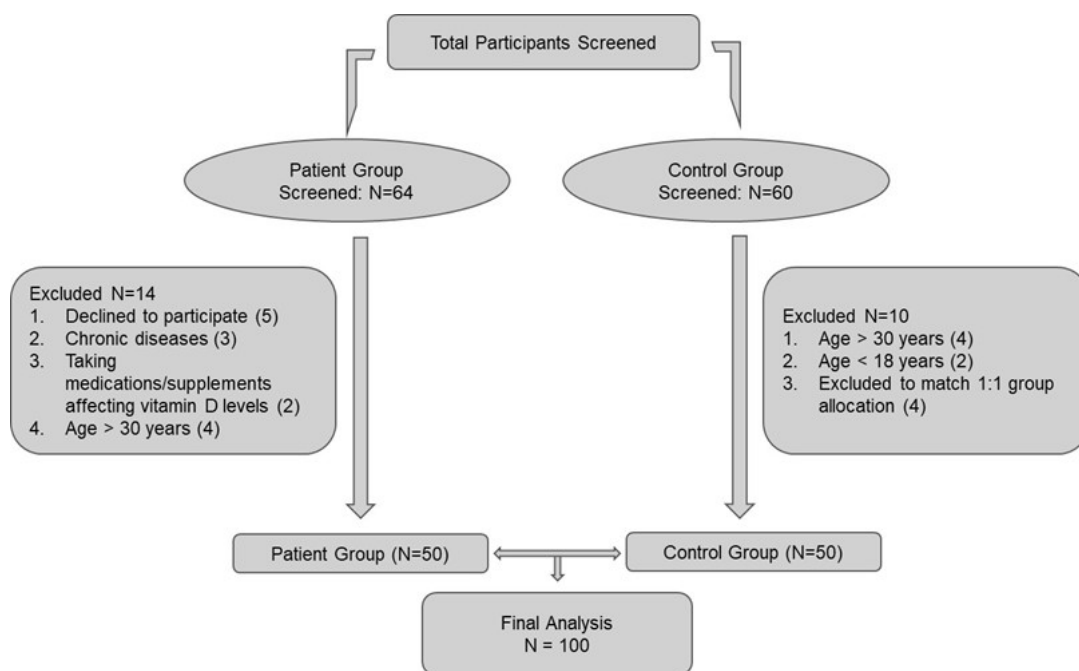 Total Participants Screened
Patient Group
Screened: N=64
Control Group
Screened: N=60
Excluded N=14
1. Declined to participate (5)
2. Chronic diseases (3)
3. Taking
medications/supplements
affecting vitamin D levels (2)
4. Age > 30 years (4)
Excluded N=10
1. Age > 30 years (4)
2. Age < 18 years (2)
3. Excluded to match 1:1 group
allocation (4)
Patient Group (N=50)
Control Group (N=50)
Final Analysis
N = 100